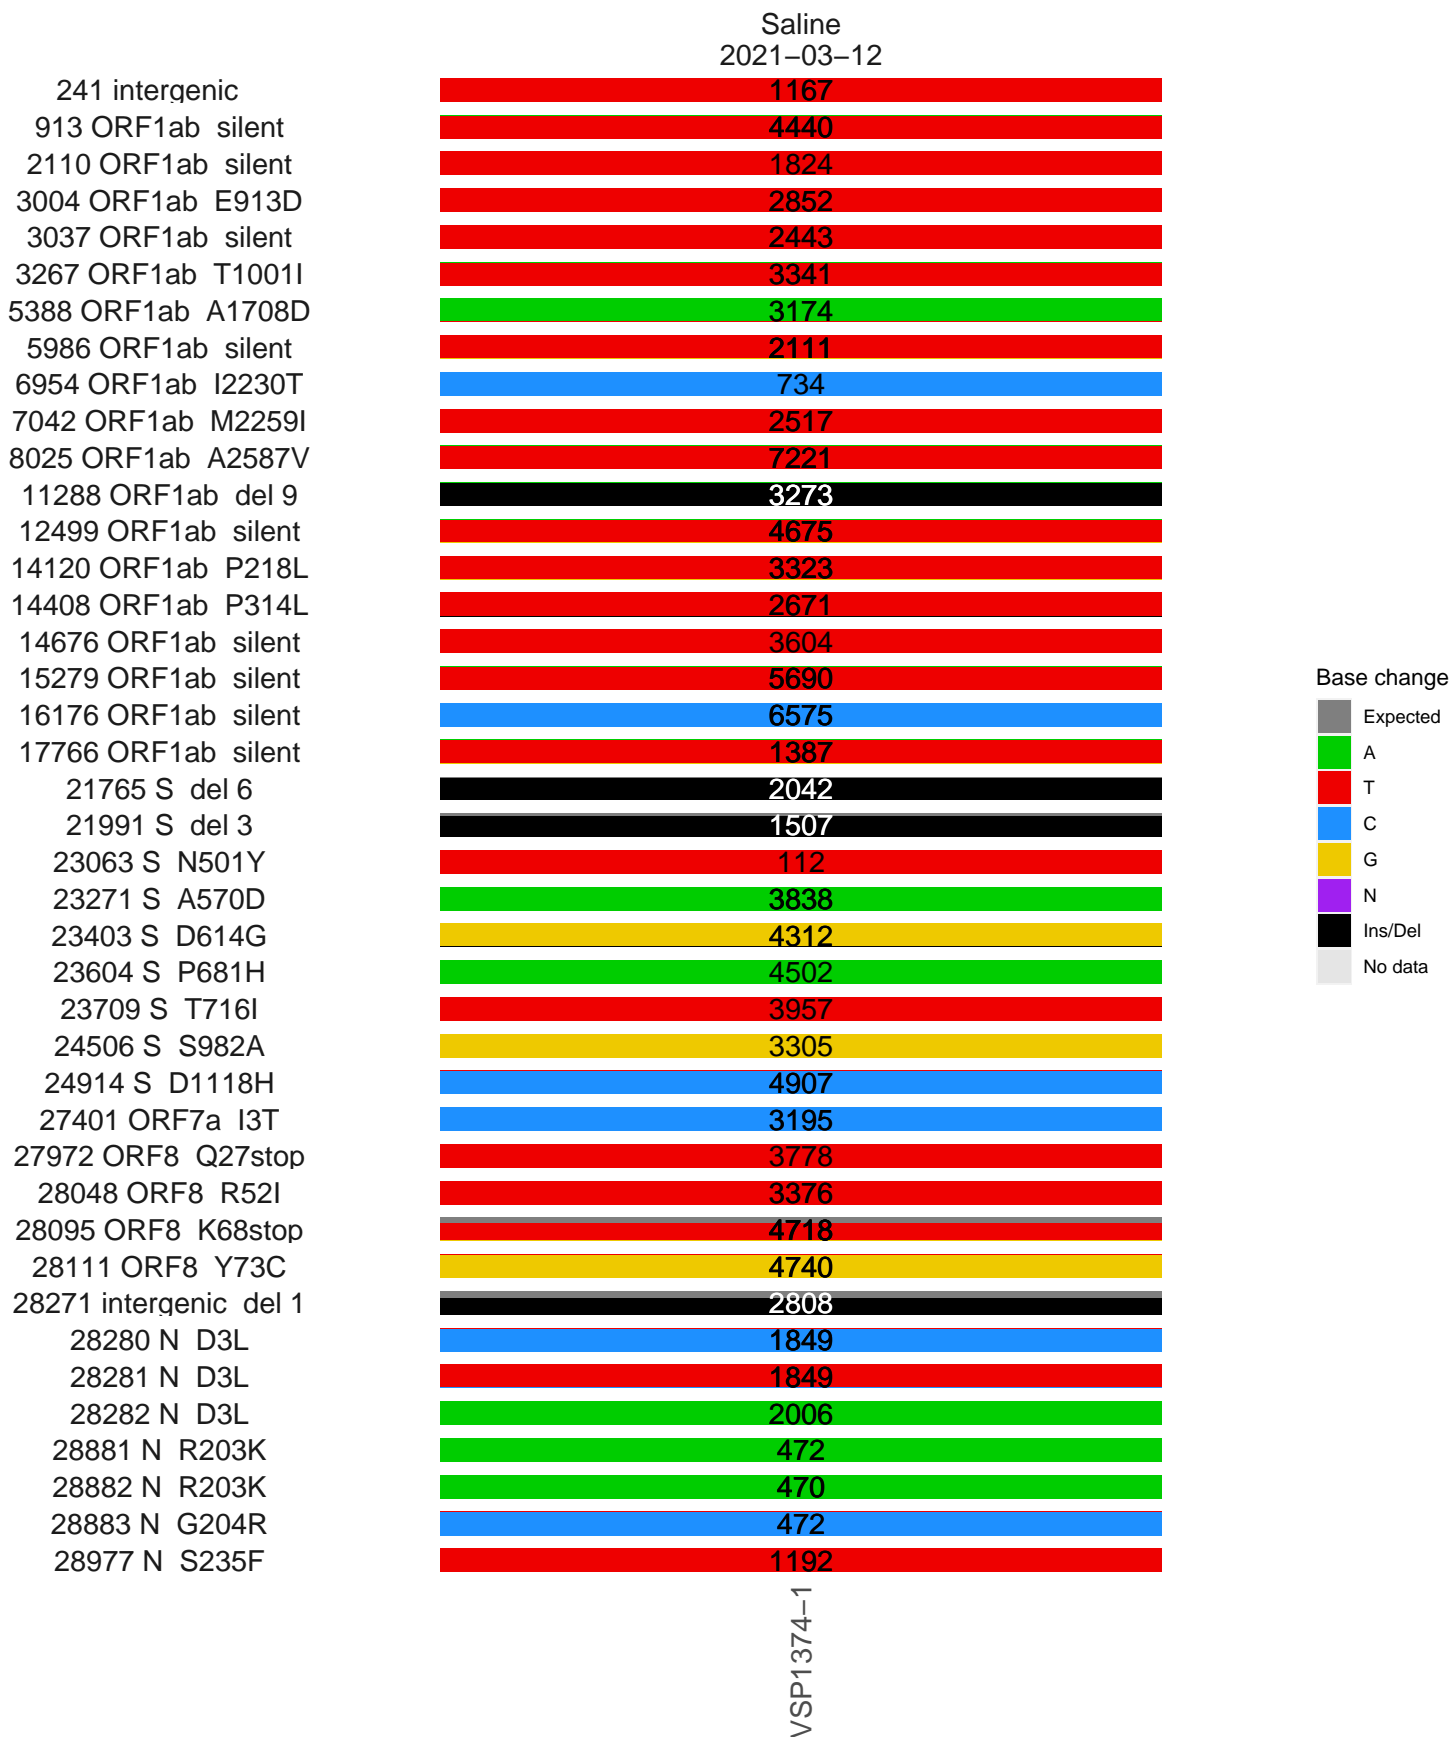 Saline
2021−03−12
241 intergenic 1167
913 ORF1ab silent 4440
2110 ORF1ab silent 1824
3004 ORF1ab E913D 2852
3037 ORF1ab silent 2443
3267 ORF1ab T1001I 3341
5388 ORF1ab A1708D 3174
5986 ORF1ab silent 2111
6954 ORF1ab I2230T 734
7042 ORF1ab M2259I 2517
8025 ORF1ab A2587V 7221
11288 ORF1ab del 9 3273
12499 ORF1ab silent 4675
14120 ORF1ab P218L 3323
14408 ORF1ab P314L 2671
14676 ORF1ab silent 3604
15279 ORF1ab silent 5690
16176 ORF1ab silent 6575
17766 ORF1ab silent 1387
21765 S del 6 2042
21991 S del 3 1507
23063 S N501Y 112
23271 S A570D 3838
23403 S D614G 4312
23604 S P681H 4502
23709 S T716I 3957
24506 S S982A 3305
24914 S D1118H 4907
27401 ORF7a I3T 3195
27972 ORF8 Q27stop 3778
28048 ORF8 R52I 3376
28095 ORF8 K68stop 4718
28111 ORF8 Y73C 4740
28271 intergenic del 1 2808
28280 N D3L 1849
28281 N D3L 1849
28282 N D3L 2006
28881 N R203K 472
28882 N R203K 470
28883 N G204R 472
28977 N S235F 1192
VSP1374−1
Base change
Expected
A
T
C
G
N
Ins/Del
No data